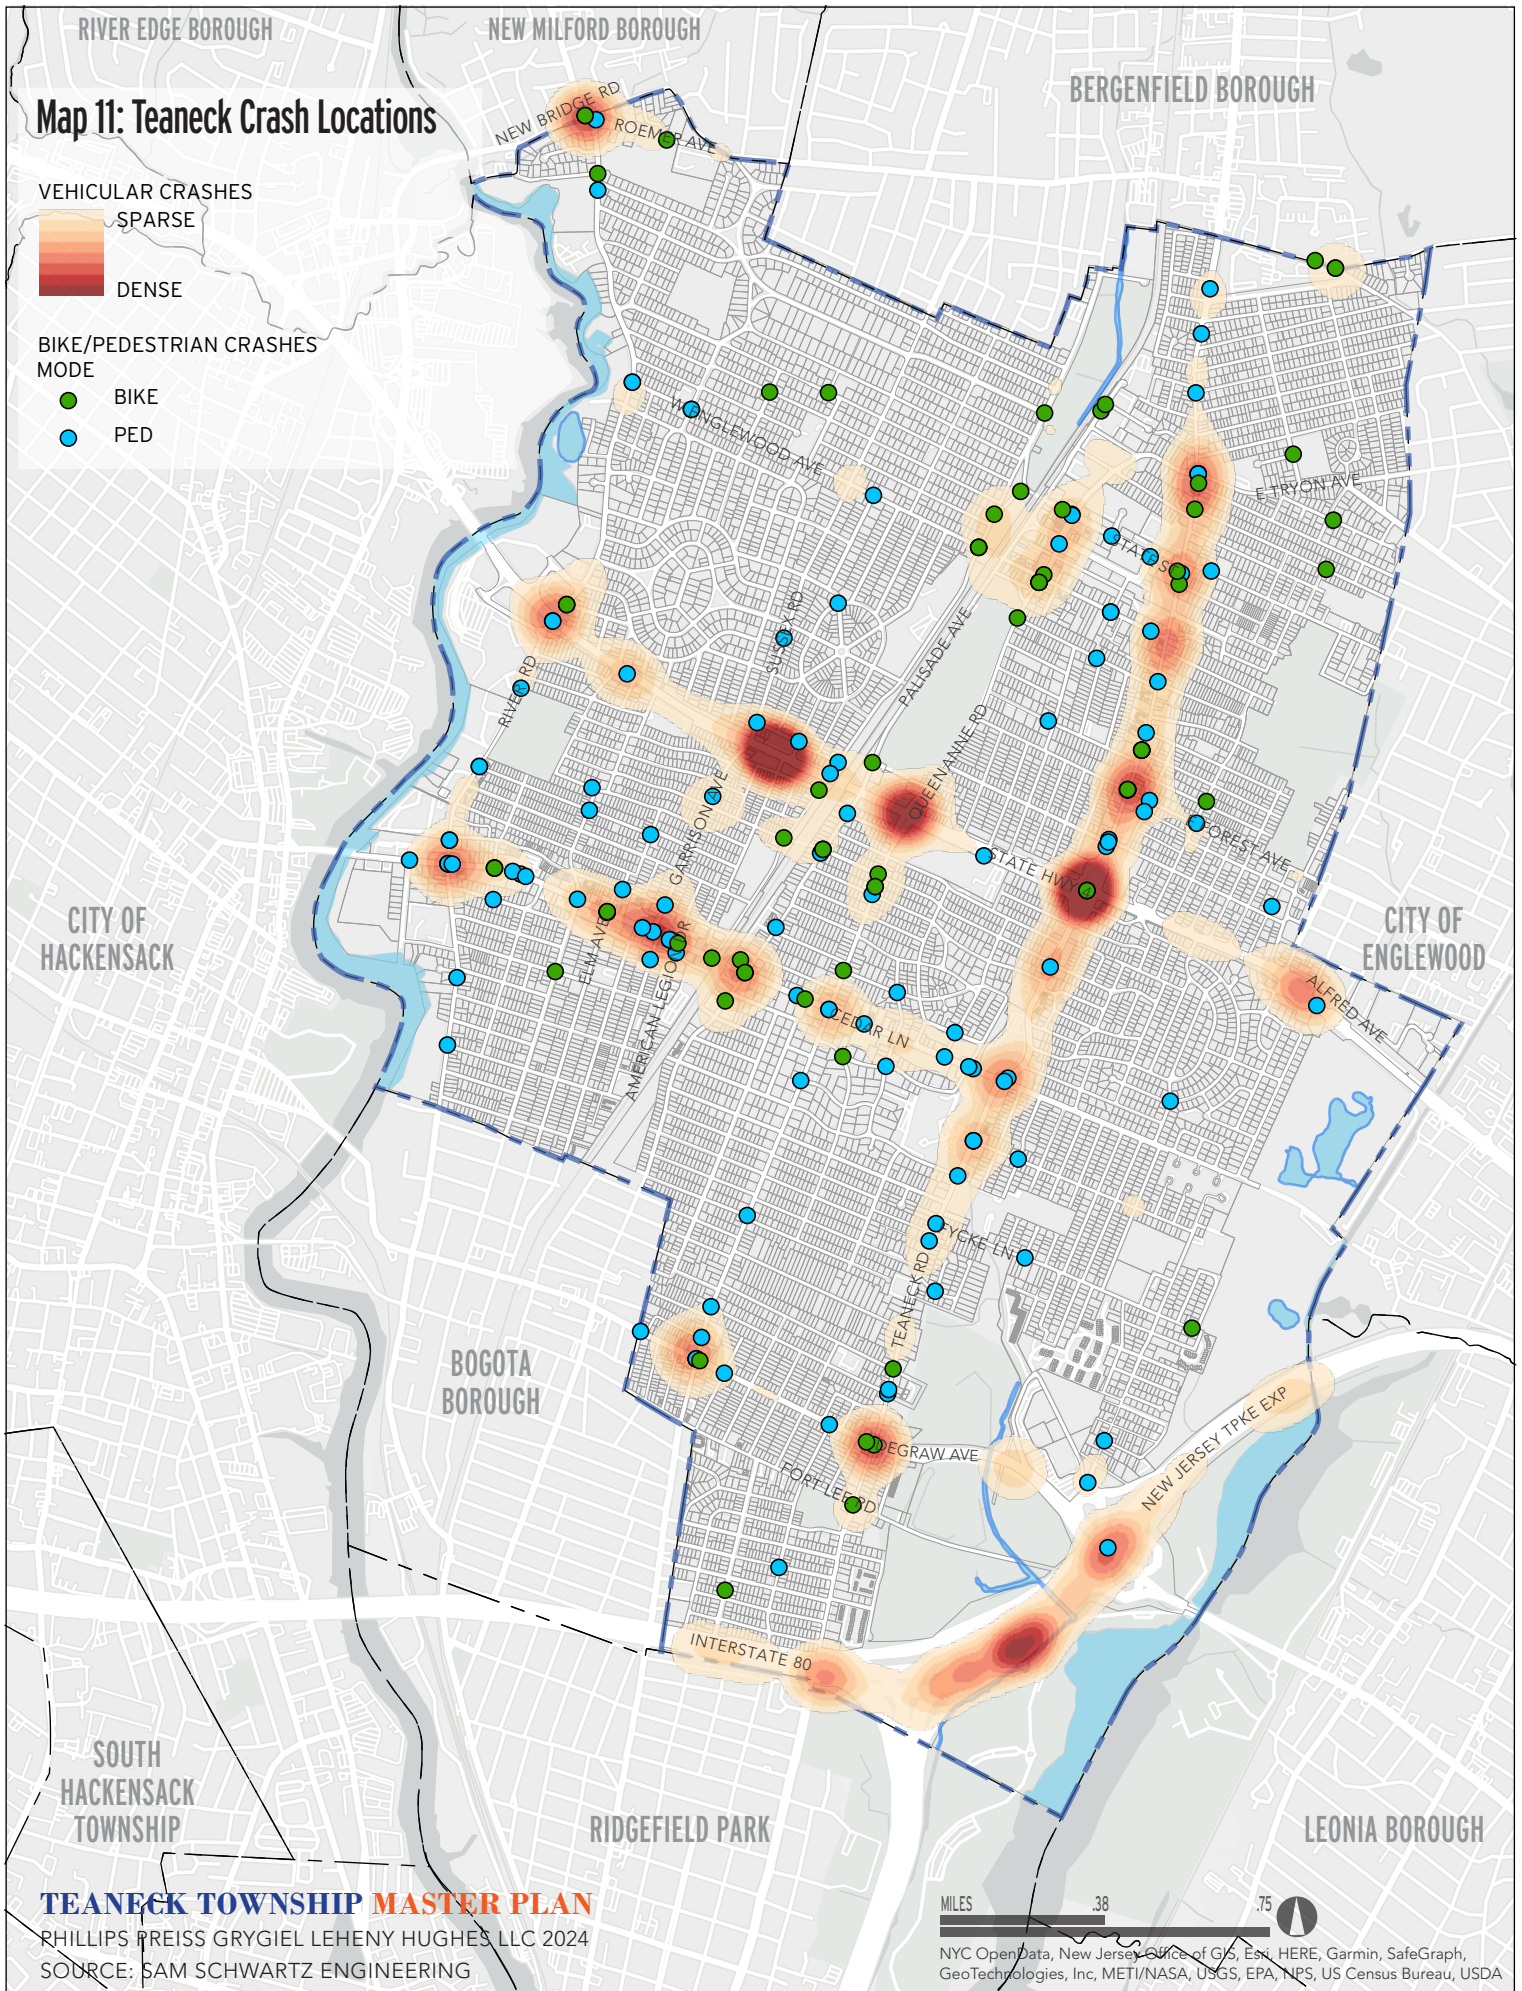 RIVER EDGE BOROUGH
NEW MILFORD BOROUGH
BERGENFIELD BOROUGH
Map 11: Teaneck Crash Locations
VEHICULAR CRASHES
SPARSE
DENSE
BIKE/PEDESTRIAN CRASHES
MODE
BIKE
PED
NEW BRIDGE RD
ROEMER AVE
W ENGLEWOOD AVE
E TRYON AVE
STATE ST
SUSSEX RD
PALISADE AVE
RIVER RD
QUEEN ANNE RD
GARRISON AVE
STATE HWY 4
FOREST AVE
CITY OF
HACKENSACK
CITY OF
ENGLEWOOD
ELM AVE
AMERICAN LEGION DR
CEDAR LN
ALFRED AVE
FYCKE LN
TEANECK RD
BOGOTA
BOROUGH
DEGRAW AVE
FORT LEE RD
NEW JERSEY TPKE EXP
INTERSTATE 80
SOUTH
HACKENSACK
TOWNSHIP
RIDGEFIELD PARK
LEONIA BOROUGH
TEANECK TOWNSHIP MASTER PLAN
PHILLIPS PREISS GRYGIEL LEHENY HUGHES LLC 2024
SOURCE: SAM SCHWARTZ ENGINEERING
MILES .38 .75
NYC OpenData, New Jersey Office of GIS, Esri, HERE, Garmin, SafeGraph,
GeoTechnologies, Inc, METI/NASA, USGS, EPA, NPS, US Census Bureau, USDA